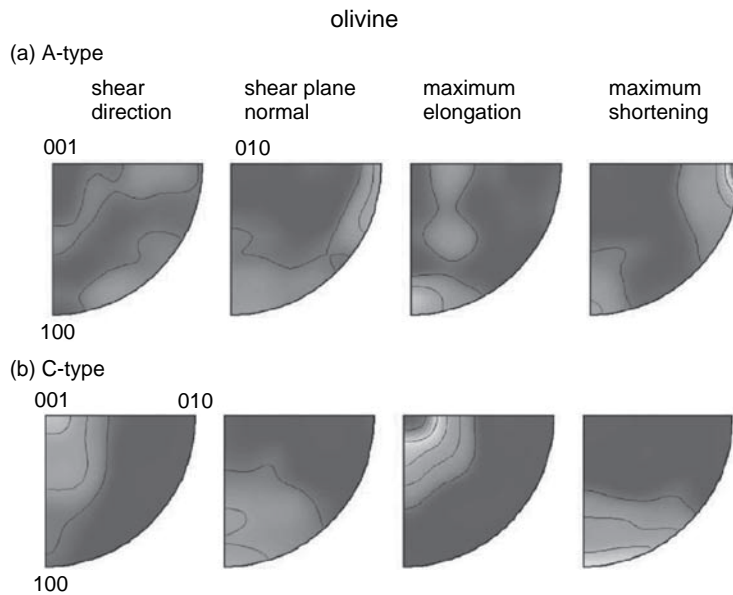 olivine
(a) A-type
shear
direction
shear plane
normal
maximum
elongation
maximum
shortening
001
010
100
(b) C-type
001
010
100